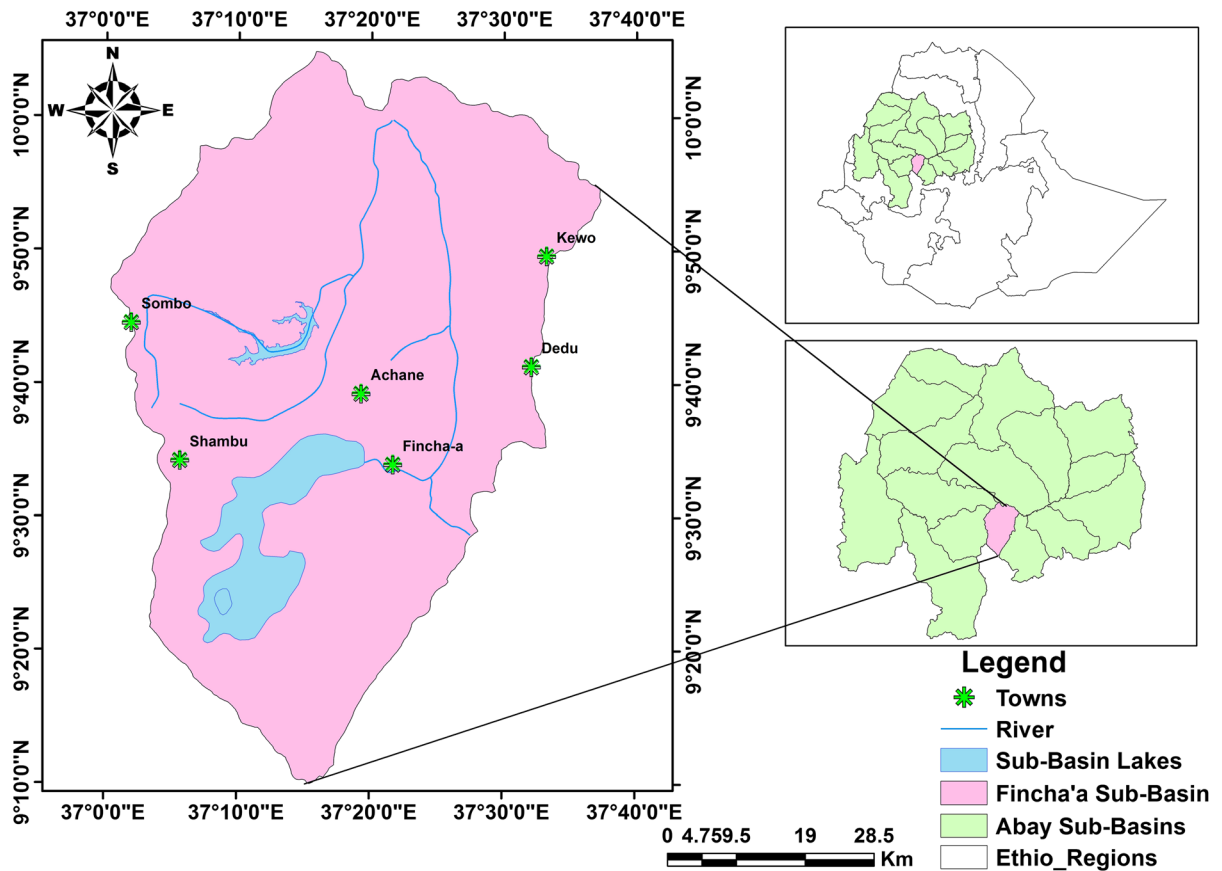 37°0'0"E 37°10'0"E 37°20'0"E 37°30'0"E 37°40'0"E
N
W E
S
10°0'0"N 10°0'0"N
Kewo
9°50'0"N 9°50'0"N
Sombo
Dedu
Achane
9°40'0"N 9°40'0"N
Shambu Fincha-a
9°30'0"N 9°30'0"N
9°20'0"N 9°20'0"N
9°10'0"N
37°0'0"E 37°10'0"E 37°20'0"E 37°30'0"E 37°40'0"E
Legend
Towns
River
Sub-Basin Lakes
Fincha'a Sub-Basin
Abay Sub-Basins
Ethio_Regions
0 4.759.5 19 28.5
Km